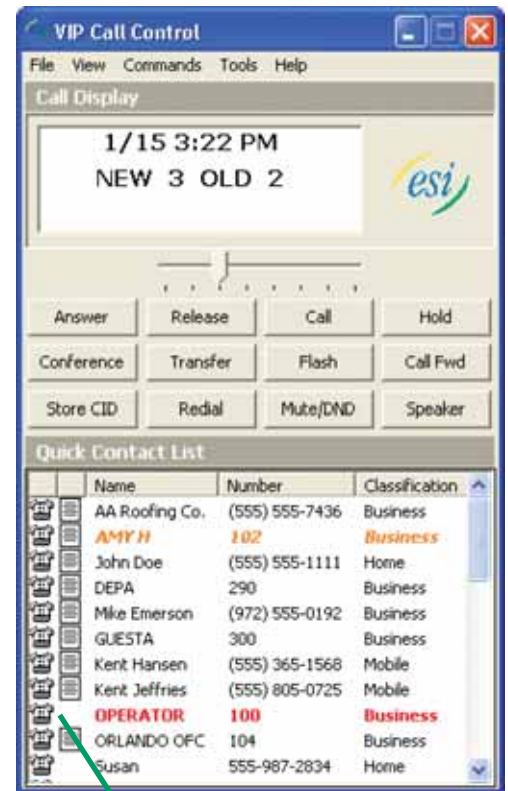 VIP Call Control
File View Commands Tools Help
Call Display
1/15 3:22 PM
NEW 3 OLD 2
esi
Answer Release Call Hold
Conference Transfer Flash Call Fwd
Store CID Redial Mute/DND Speaker
Quick Contact List
Name Number Classification
AA Roofing Co. (555) 555-7436 Business
AMY H 102 Business
John Doe (555) 555-1111 Home
DEPA 290 Business
Mike Emerson (972) 555-0192 Business
GUESTA 300 Business
Kent Hansen (555) 365-1568 Mobile
Kent Jeffries (555) 805-0725 Mobile
OPERATOR 100 Business
ORLANDO OFC 104 Business
Susan 555-987-2834 Home